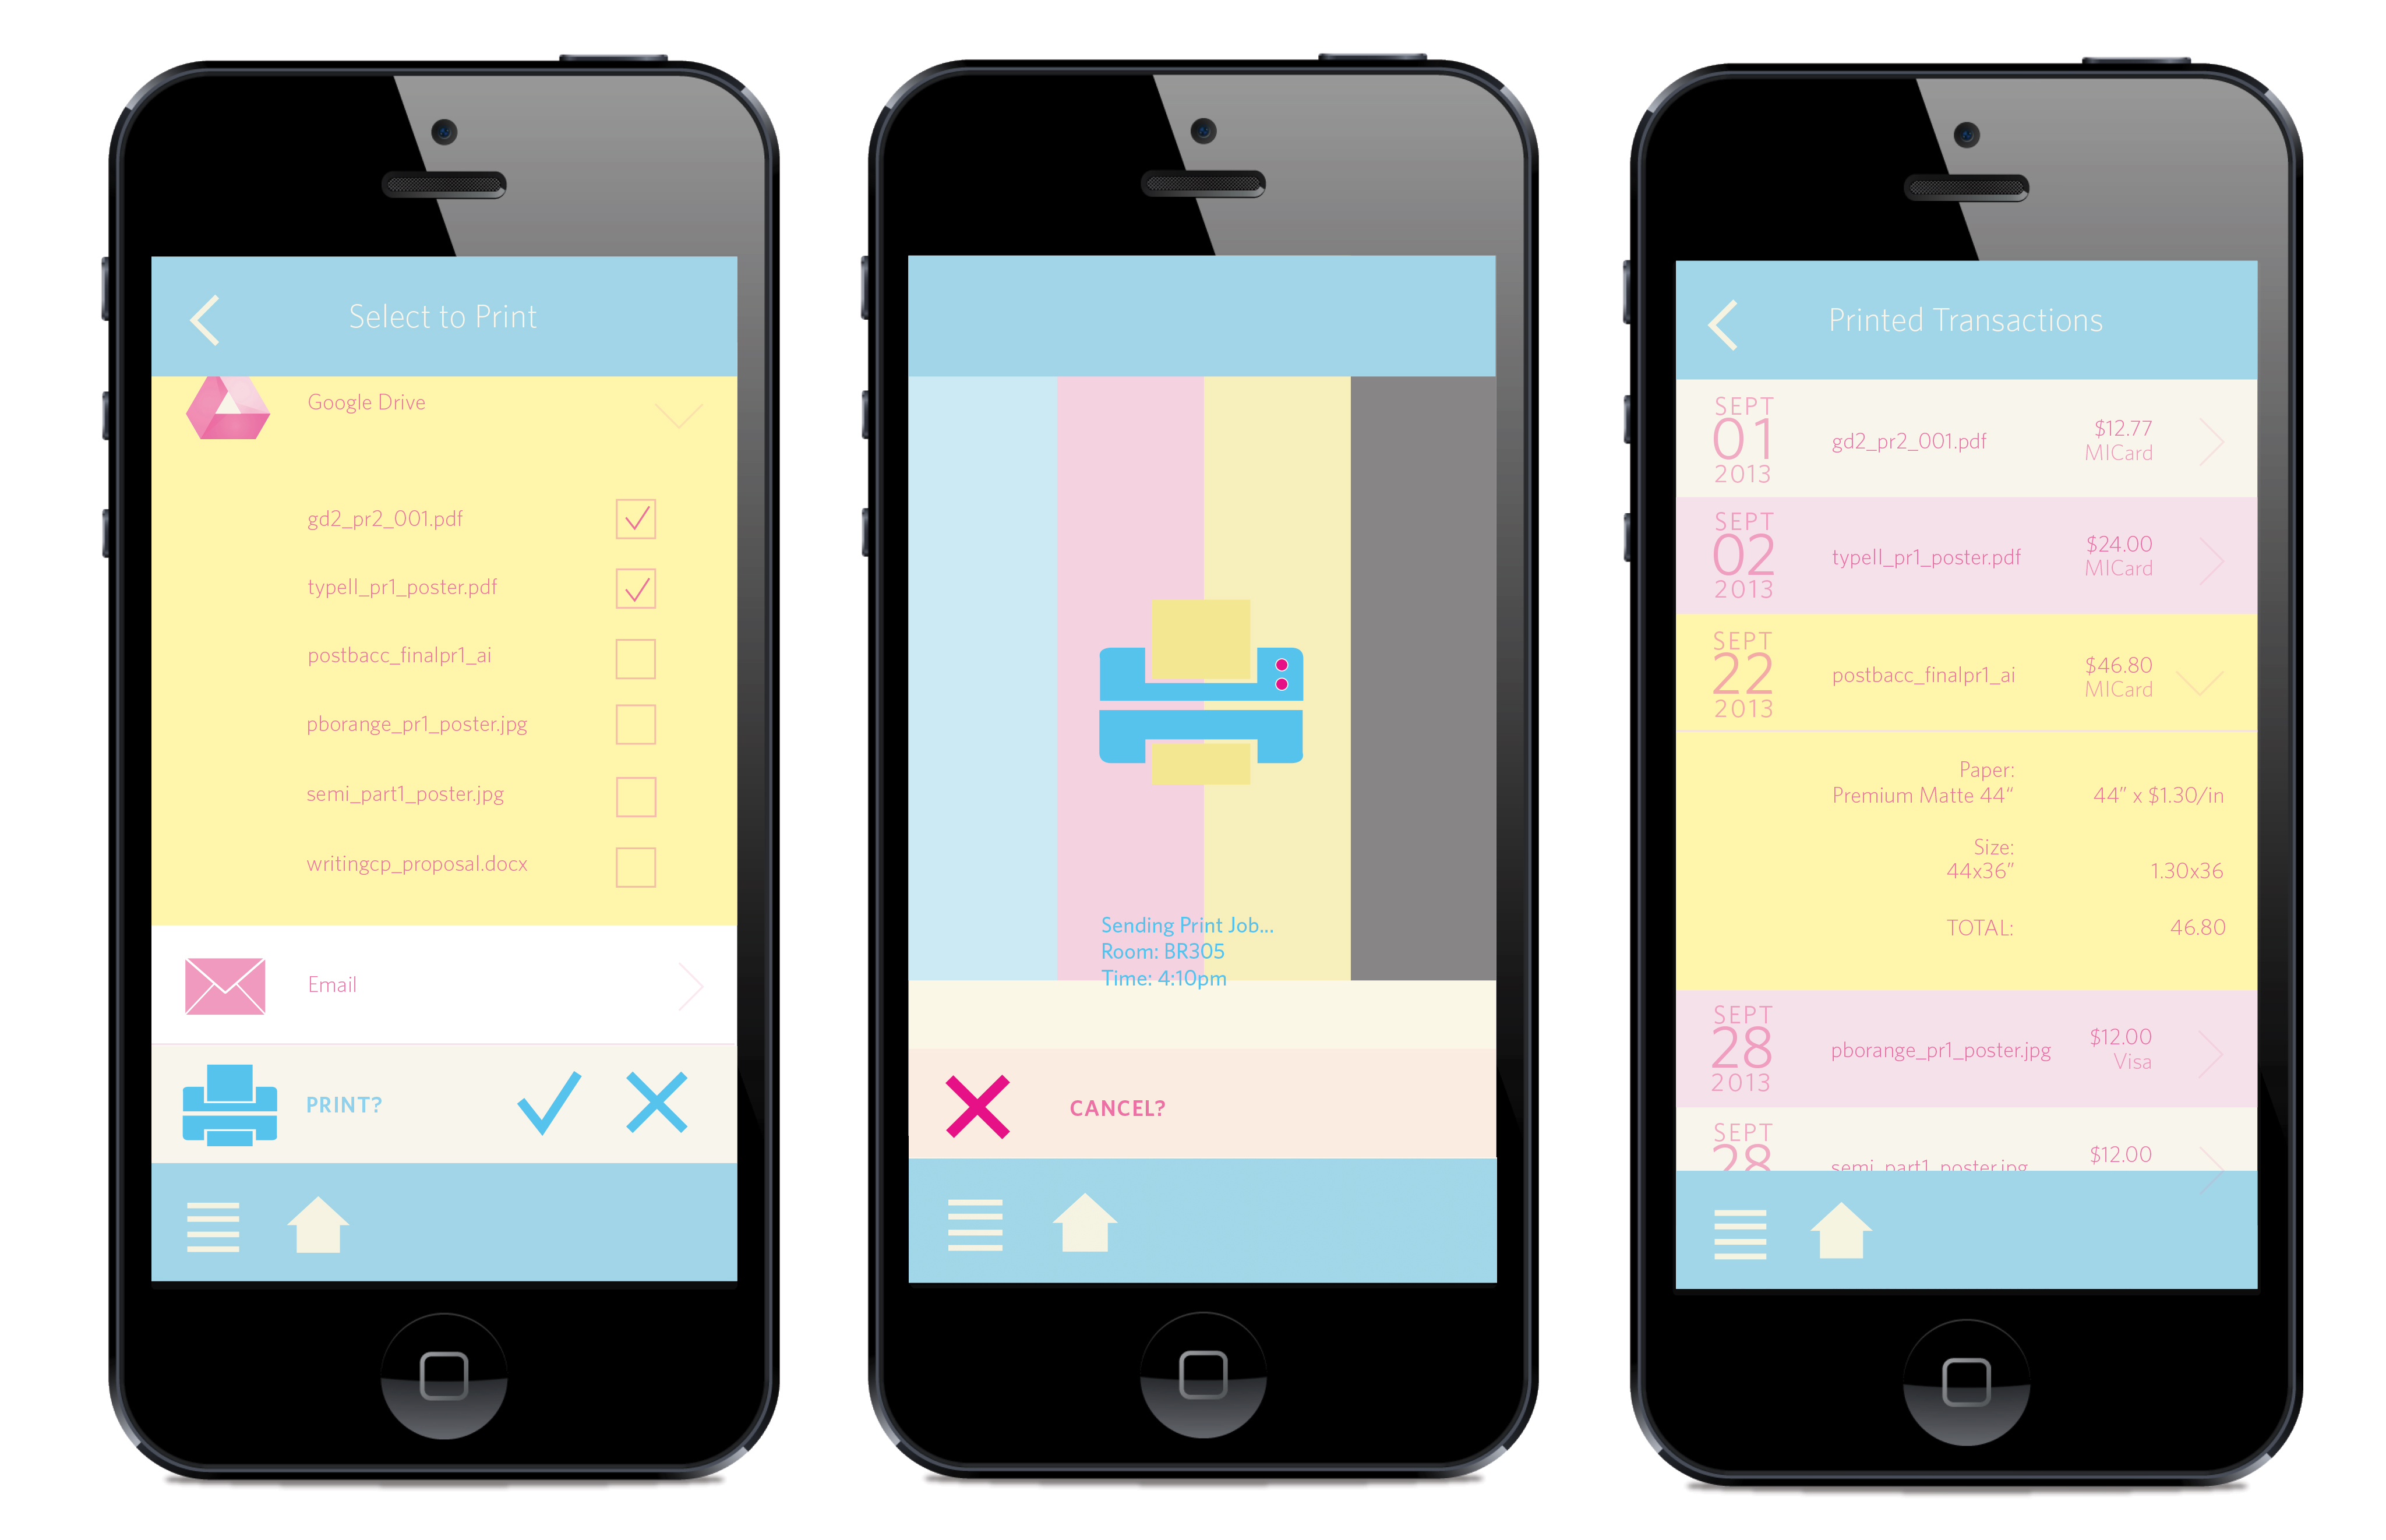 Select to Print
Google Drive
gd2_pr2_001.pdf
typeII_pr1_poster.pdf
postbacc_finalpr1_ai
pborange_pr1_poster.jpg
semi_part1_poster.jpg
writingcp_proposal.docx
Email
PRINT?
Sending Print Job...
Room: BR305
Time: 4:10pm
CANCEL?
Printed Transactions
SEPT
01
2013
gd2_pr2_001.pdf
$12.77
MICard
SEPT
02
2013
typeII_pr1_poster.pdf
$24.00
MICard
SEPT
22
2013
postbacc_finalpr1_ai
$46.80
MICard
Paper:
Premium Matte 44“ 44” x $1.30/in
Size:
44x36” 1.30x36
TOTAL: 46.80
SEPT
28
2013
pborange_pr1_poster.jpg
$12.00
Visa
SEPT
28
semi_part1_poster.jpg
$12.00